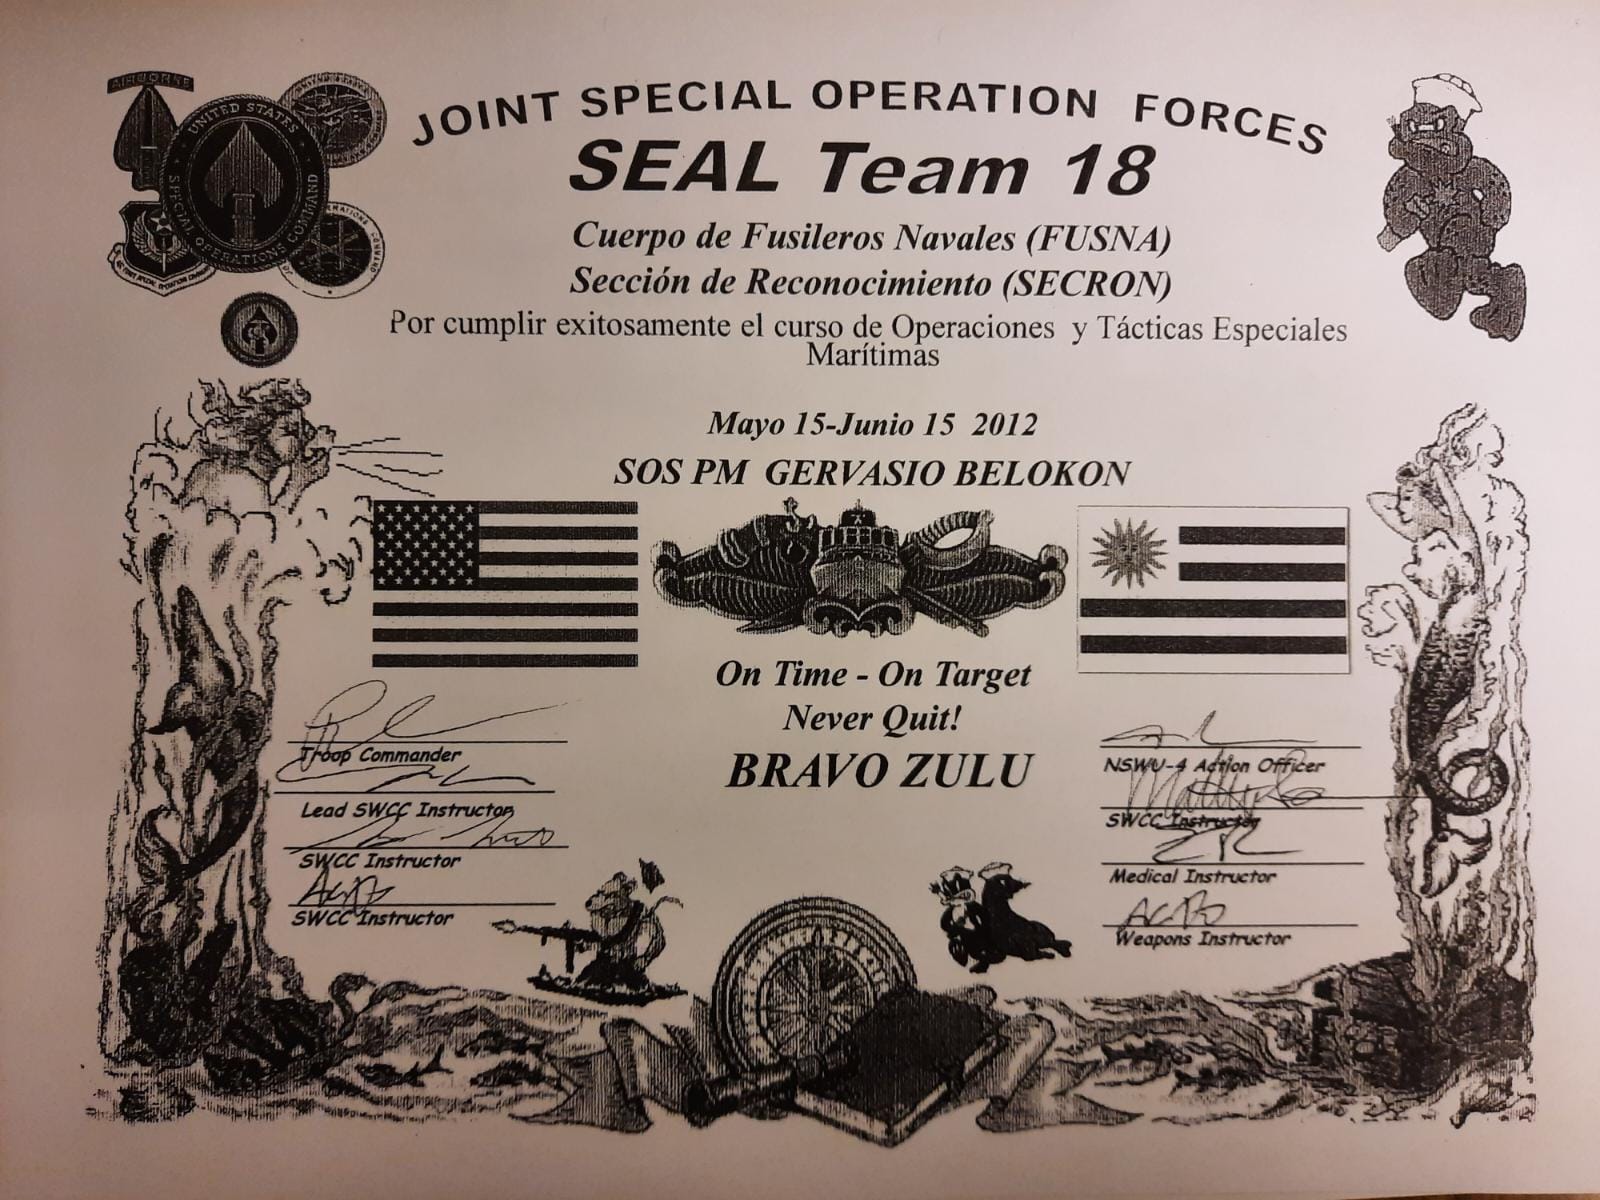 AIRBORNE
UNITED STATES
SPECIAL OPERATIONS COMMAND
JOINT SPECIAL OPERATION FORCES
SEAL Team 18
Cuerpo de Fusileros Navales (FUSNA)
Sección de Reconocimiento (SECRON)
Por cumplir exitosamente el curso de Operaciones y Tácticas Especiales
Marítimas
Mayo 15-Junio 15 2012
SOS PM GERVASIO BELOKON
On Time - On Target
Never Quit!
BRAVO ZULU
Troop Commander
Lead SWCC Instructor
SWCC Instructor
SWCC Instructor
NSWU-4 Action Officer
SWCC Instructor
Medical Instructor
Weapons Instructor